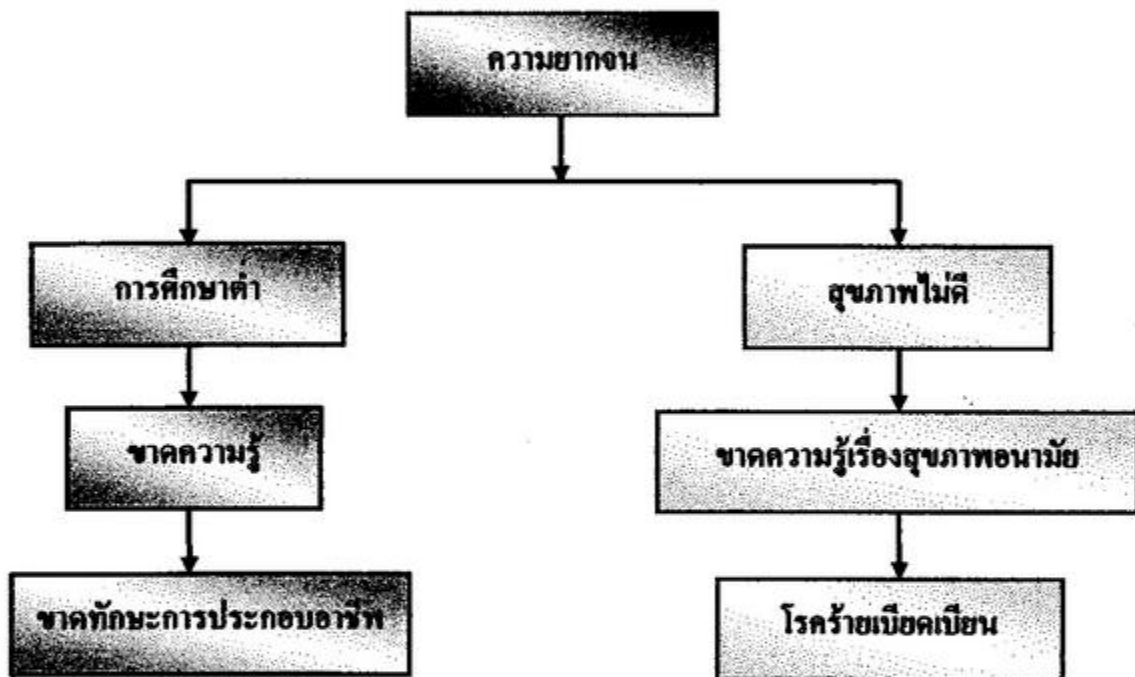 ความยากจน
การศึกษาต่ำ
สุขภาพไม่ดี
ขาดความรู้
ขาดความรู้เรื่องสุขภาพอนามัย
ขาดทักษะการประกอบอาชีพ
โรคร้ายเบียดเบียน